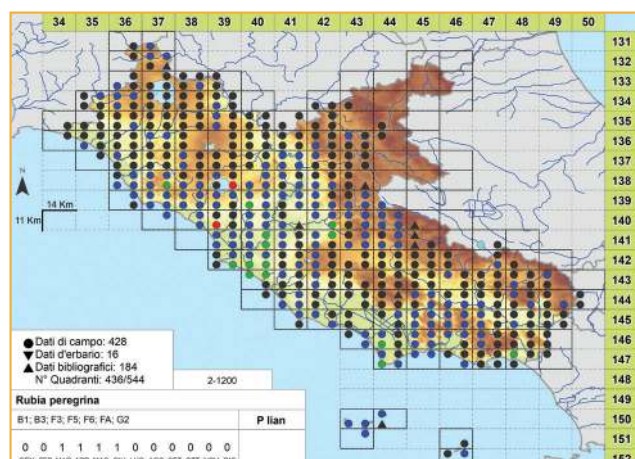 34 35 36 37 38 39 40 41 42 43 44 45 46 47 48 49 50
131
132
133
134
135
136
137
138
139
140
141
142
143
144
145
146
147
148
149
150
151
N
14 Km
11 Km
Dati di campo: 428
Dati d'erbario: 16
Dati bibliografici: 184
N° Quadranti: 436/544
2-1200
Rubia peregrina
B1; B3; F3; F5; F6; FA; G2
P lian
0 0 1 1 1 1 0 0 0 0 0 0 0